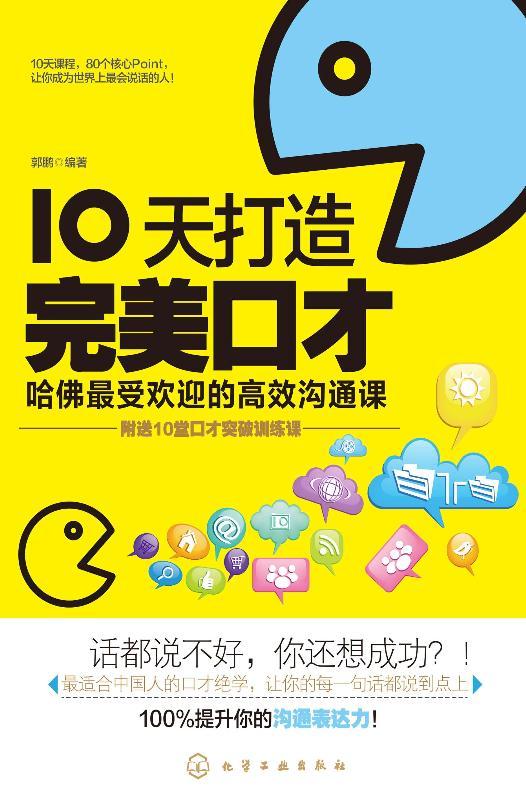 10天课程，80个核心Point，
让你成为世界上最会说话的人！
郭鹏◎编著
10天打造
完美口才
哈佛最受欢迎的高效沟通课
附送10堂口才突破训练课
话都说不好，你还想成功？！
最适合中国人的口才绝学，让你的每一句话都说到点上
100%提升你的沟通表达力！
化学工业出版社